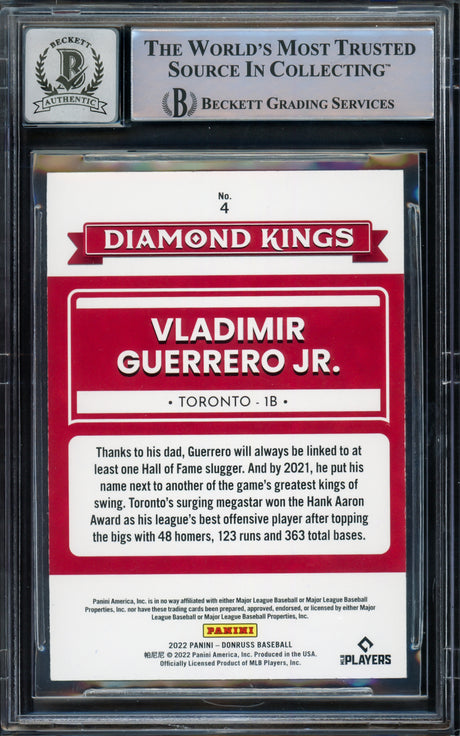 BECKETT
AUTHENTIC
THE WORLD'S MOST TRUSTED
SOURCE IN COLLECTING™
B BECKETT GRADING SERVICES
No.
4
DIAMOND KINGS
VLADIMIR
GUERRERO JR.
• TORONTO - 1B •
Thanks to his dad, Guerrero will always be linked to at
least one Hall of Fame slugger. And by 2021, he put his
name next to another of the game's greatest kings of
swing. Toronto's surging megastar won the Hank Aaron
Award as his league's best offensive player after topping
the bigs with 48 homers, 123 runs and 363 total bases.
Panini America, Inc. is in no way affiliated with either Major League Baseball or Major League Baseball
Properties, Inc. nor have these trading cards been prepared, approved, endorsed, or licensed by either Major
League Baseball or Major League Baseball Properties, Inc.
PANINI
2022 PANINI – DONRUSS BASEBALL
帕尼尼 © 2022 Panini America, Inc. Produced in the USA.
Officially Licensed Product of MLB Players, Inc.
MLB PLAYERS